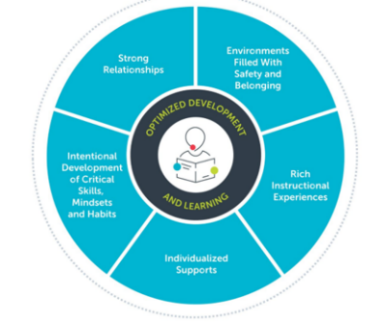 Strong
Relationships
Environments
Filled With
Safety and
Belonging
OPTIMIZED DEVELOPMENT
AND LEARNING
Intentional
Development
of Critical
Skills,
Mindsets
and Habits
Rich
Instructional
Experiences
Individualized
Supports